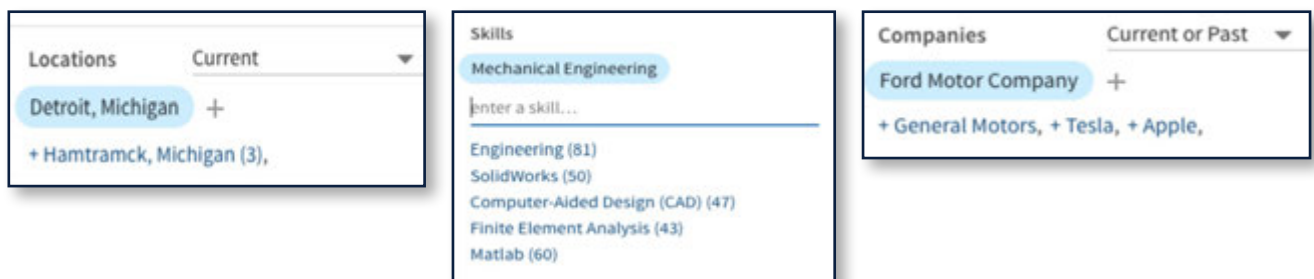 Locations Current
Detroit, Michigan +
+ Hamtramck, Michigan (3),
Skills
Mechanical Engineering
enter a skill...
Engineering (81)
SolidWorks (50)
Computer-Aided Design (CAD) (47)
Finite Element Analysis (43)
Matlab (60)
Companies Current or Past
Ford Motor Company +
+ General Motors, + Tesla, + Apple,